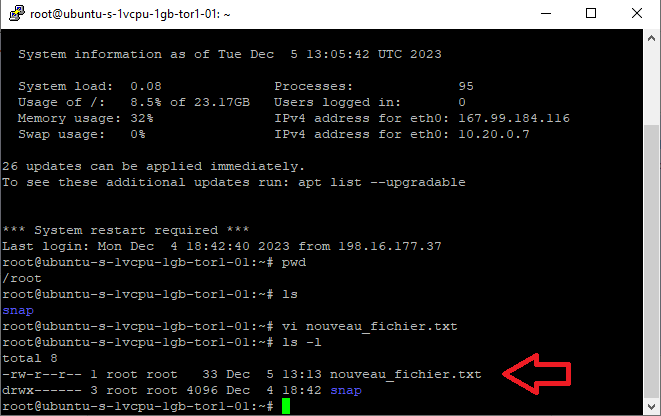 root@ubuntu-s-1vcpu-1gb-tor1-01: ~
System information as of Tue Dec  5 13:05:42 UTC 2023
System load:  0.08              Processes:             95
Usage of /:   8.5% of 23.17GB   Users logged in:       0
Memory usage: 32%               IPv4 address for eth0: 167.99.184.116
Swap usage:   0%                IPv4 address for eth0: 10.20.0.7
26 updates can be applied immediately.
To see these additional updates run: apt list --upgradable
*** System restart required ***
Last login: Mon Dec  4 18:42:40 2023 from 198.16.177.37
root@ubuntu-s-1vcpu-1gb-tor1-01:~# pwd
/root
root@ubuntu-s-1vcpu-1gb-tor1-01:~# ls
snap
root@ubuntu-s-1vcpu-1gb-tor1-01:~# vi nouveau_fichier.txt
root@ubuntu-s-1vcpu-1gb-tor1-01:~# ls -l
total 8
-rw-r--r-- 1 root root   33 Dec  5 13:13 nouveau_fichier.txt
drwx------ 3 root root 4096 Dec  4 18:42 snap
root@ubuntu-s-1vcpu-1gb-tor1-01:~#